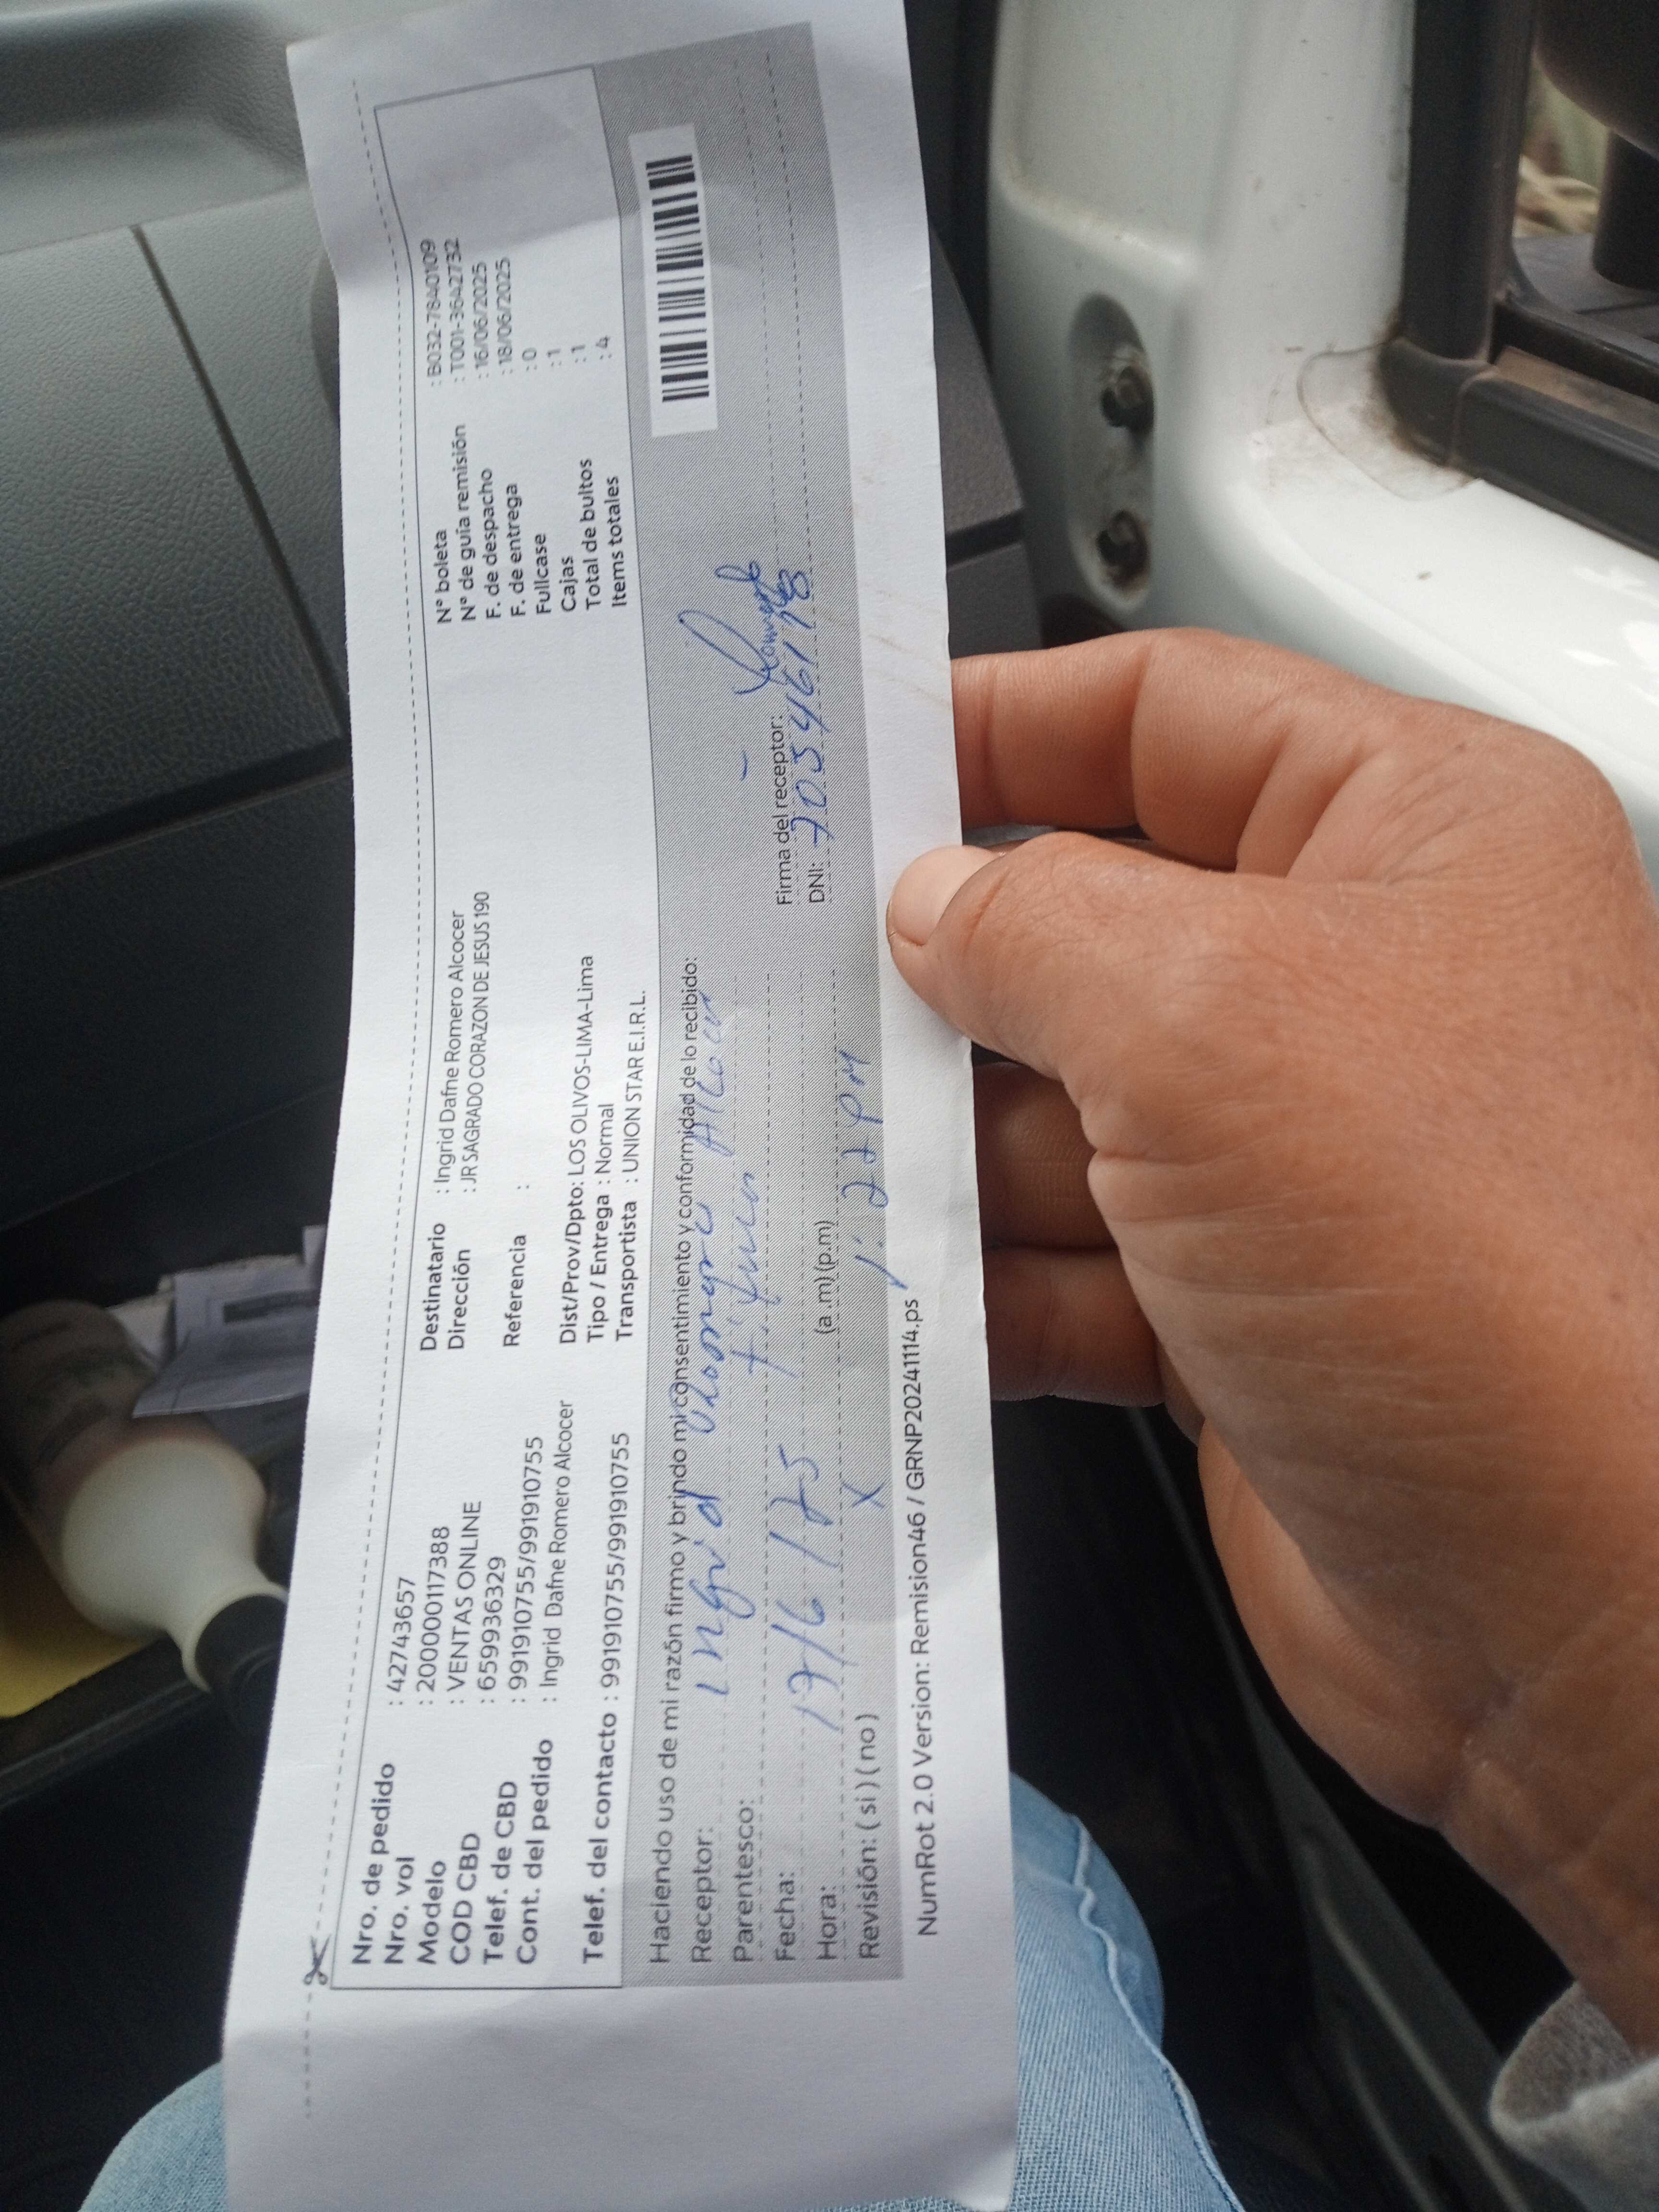 Nro. de pedido : 42743657
Nro. vol : 2000000117388
Modelo : VENTAS ONLINE
COD CBD : 659936329
Telef. de CBD : 991910755/991910755
Cont. del pedido : Ingrid Dafne Romero Alcocer
Telef. del contacto : 991910755/991910755
Destinatario : Ingrid Dafne Romero Alcocer
Dirección : JR SAGRADO CORAZON DE JESUS 190
Referencia :
Dist/Prov/Dpto: LOS OLIVOS-LIMA-Lima
Tipo / Entrega : Normal
Transportista : UNION STAR E.I.R.L.
Nº boleta : B032-7840109
Nº de guía remisión : T001-3642732
F. de despacho : 16/06/2025
F. de entrega : 18/06/2025
Fullcase : 0
Cajas : 1
Total de bultos : 1
Items totales : 4
Haciendo uso de mi razón firmo y brindo mi consentimiento y conformidad de lo recibido:
Receptor: Ingrid
Parentesco:
Fecha: 17/6/25
Hora: (a.m) (p.m) 1:22 PM
Revisión: ( si ) ( no ) X
Firma del receptor:
DNI:
NumRot 2.0 Version: Remision46 / GRNP20241114.ps